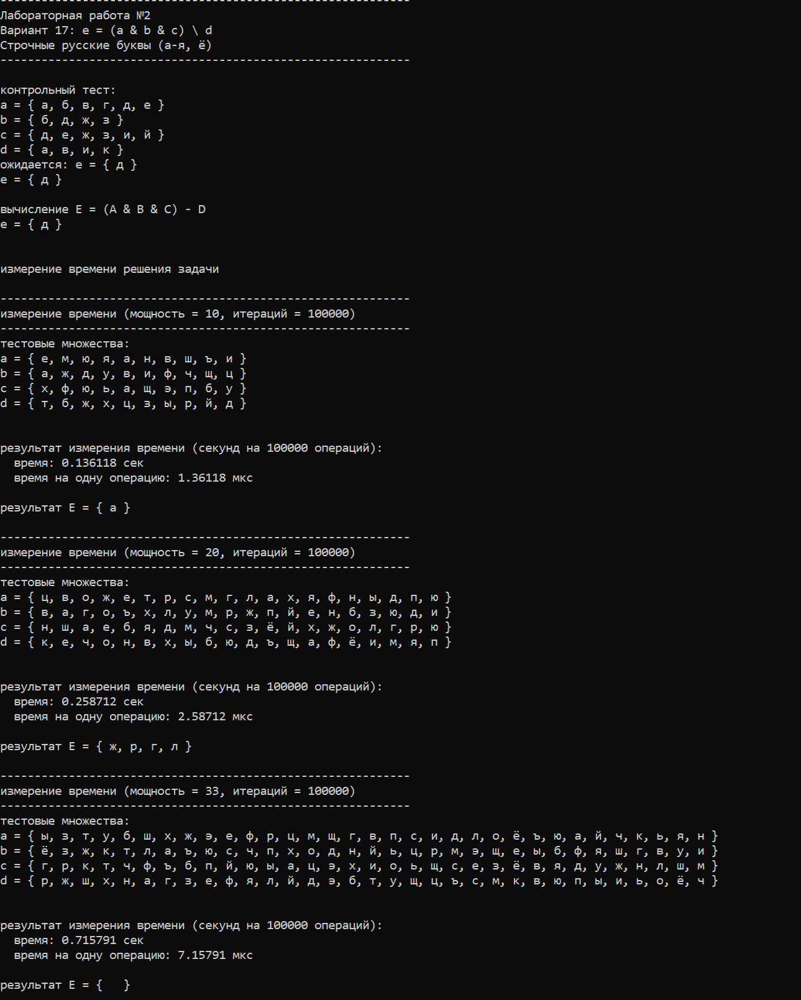 ------------------------------------------------------------
Лабораторная работа №2
Вариант 17: e = (a & b & c) \ d
Строчные русские буквы (а-я, ё)
------------------------------------------------------------
контрольный тест:
a = { а, б, в, г, д, е }
b = { б, д, ж, з }
c = { д, е, ж, з, и, й }
d = { а, в, и, к }
ожидается: e = { д }
e = { д }
вычисление E = (A & B & C) - D
e = { д }
измерение времени решения задачи
------------------------------------------------------------
измерение времени (мощность = 10, итераций = 100000)
------------------------------------------------------------
тестовые множества:
a = { е, м, ю, я, а, н, в, ш, ъ, и }
b = { а, ж, д, у, в, и, ф, ч, щ, ц }
c = { х, ф, ю, ь, а, щ, э, п, б, у }
d = { т, б, ж, х, ц, з, ы, р, й, д }
результат измерения времени (секунд на 100000 операций):
  время: 0.136118 сек
  время на одну операцию: 1.36118 мкс
результат E = { а }
------------------------------------------------------------
измерение времени (мощность = 20, итераций = 100000)
------------------------------------------------------------
тестовые множества:
a = { ц, в, о, ж, е, т, р, с, м, г, л, а, х, я, ф, н, ы, д, п, ю }
b = { в, а, г, о, ъ, х, л, у, м, р, ж, п, й, е, н, б, з, ю, д, и }
c = { н, ш, а, е, б, я, д, м, ч, с, з, ё, й, х, ж, о, л, г, р, ю }
d = { к, е, ч, о, н, в, х, ы, б, ю, д, ъ, щ, а, ф, ё, и, м, я, п }
результат измерения времени (секунд на 100000 операций):
  время: 0.258712 сек
  время на одну операцию: 2.58712 мкс
результат E = { ж, р, г, л }
------------------------------------------------------------
измерение времени (мощность = 33, итераций = 100000)
------------------------------------------------------------
тестовые множества:
a = { ы, з, т, у, б, ш, х, ж, э, е, ф, р, ц, м, щ, г, в, п, с, и, д, л, о, ё, ъ, ю, а, й, ч, к, ь, я, н }
b = { ё, з, ж, к, т, л, а, ъ, ю, с, ч, п, х, о, д, н, й, ь, ц, р, м, э, щ, е, ы, б, ф, я, ш, г, в, у, и }
c = { г, р, к, т, ч, ф, ъ, б, п, й, ю, ы, а, ц, э, х, и, о, ь, щ, с, е, з, ё, в, я, д, у, ж, н, л, ш, м }
d = { р, ж, ш, х, н, а, г, з, е, ф, я, л, й, д, э, б, т, у, щ, ц, ъ, с, м, к, в, ю, п, ы, и, ь, о, ё, ч }
результат измерения времени (секунд на 100000 операций):
  время: 0.715791 сек
  время на одну операцию: 7.15791 мкс
результат E = {   }